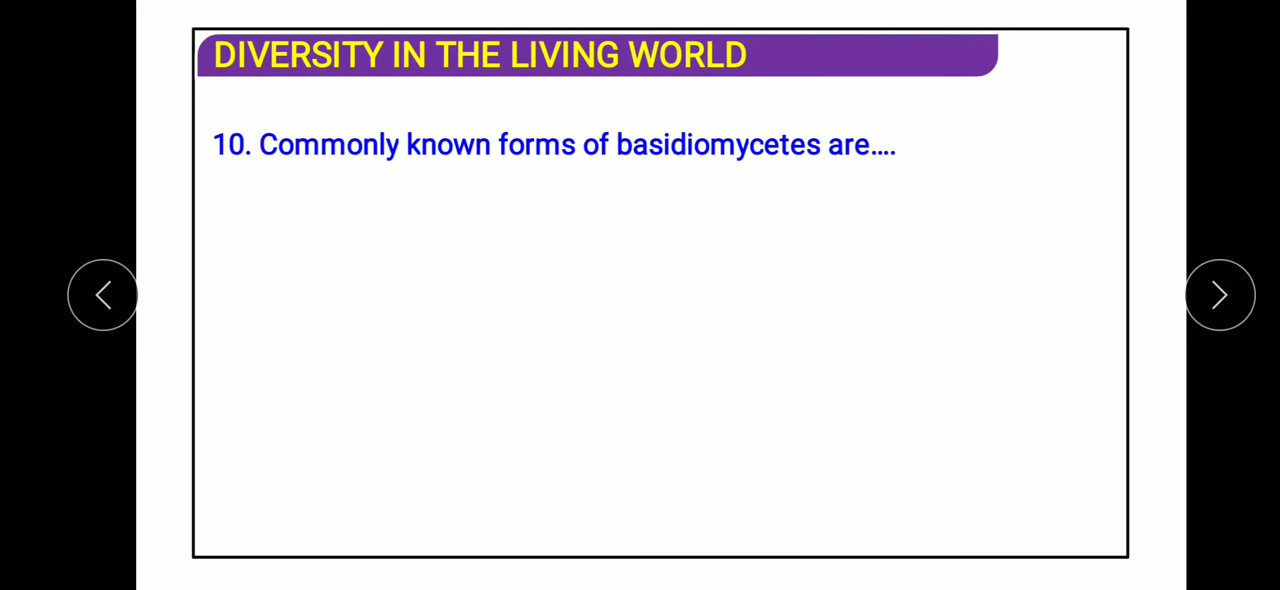 DIVERSITY IN THE LIVING WORLD
10. Commonly known forms of basidiomycetes are....